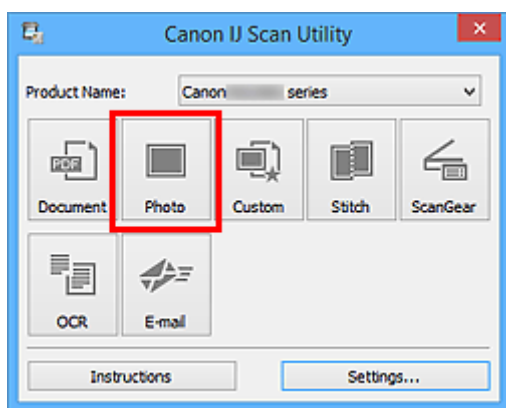 Canon IJ Scan Utility
Product Name: Canon series
PDF
Document Photo Custom Stitch ScanGear
OCR E-mail
Instructions Settings...